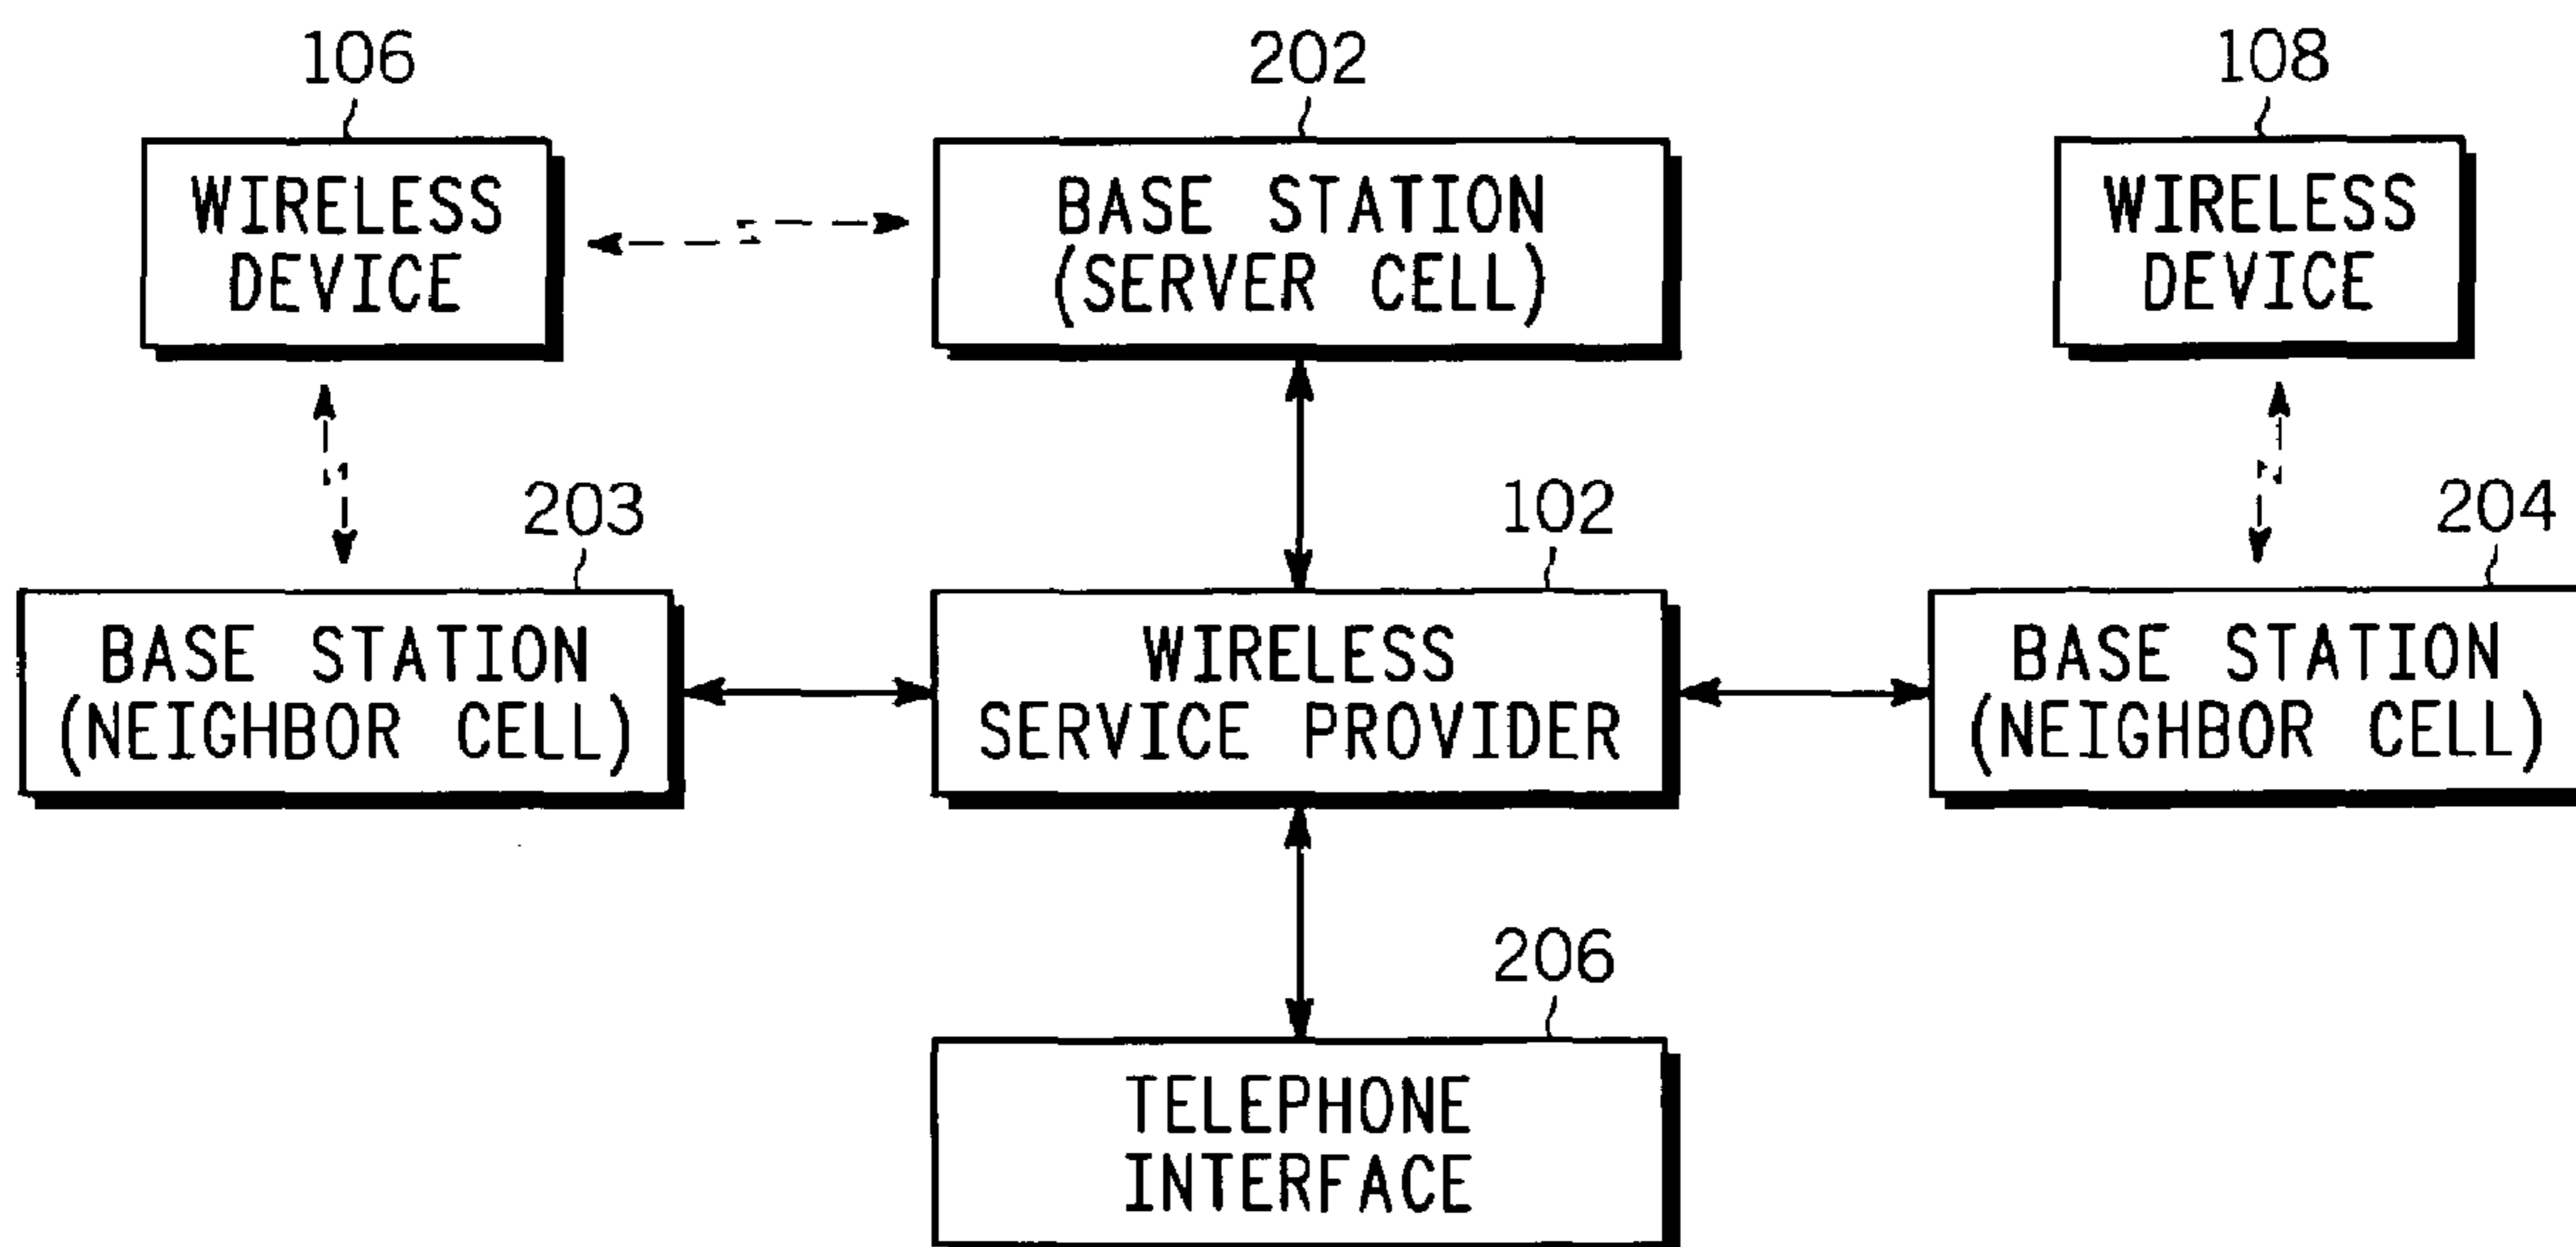 106
202
108
WIRELESS
DEVICE
BASE STATION
(SERVER CELL)
WIRELESS
DEVICE
203
102
204
BASE STATION
(NEIGHBOR CELL)
WIRELESS
SERVICE PROVIDER
BASE STATION
(NEIGHBOR CELL)
206
TELEPHONE
INTERFACE